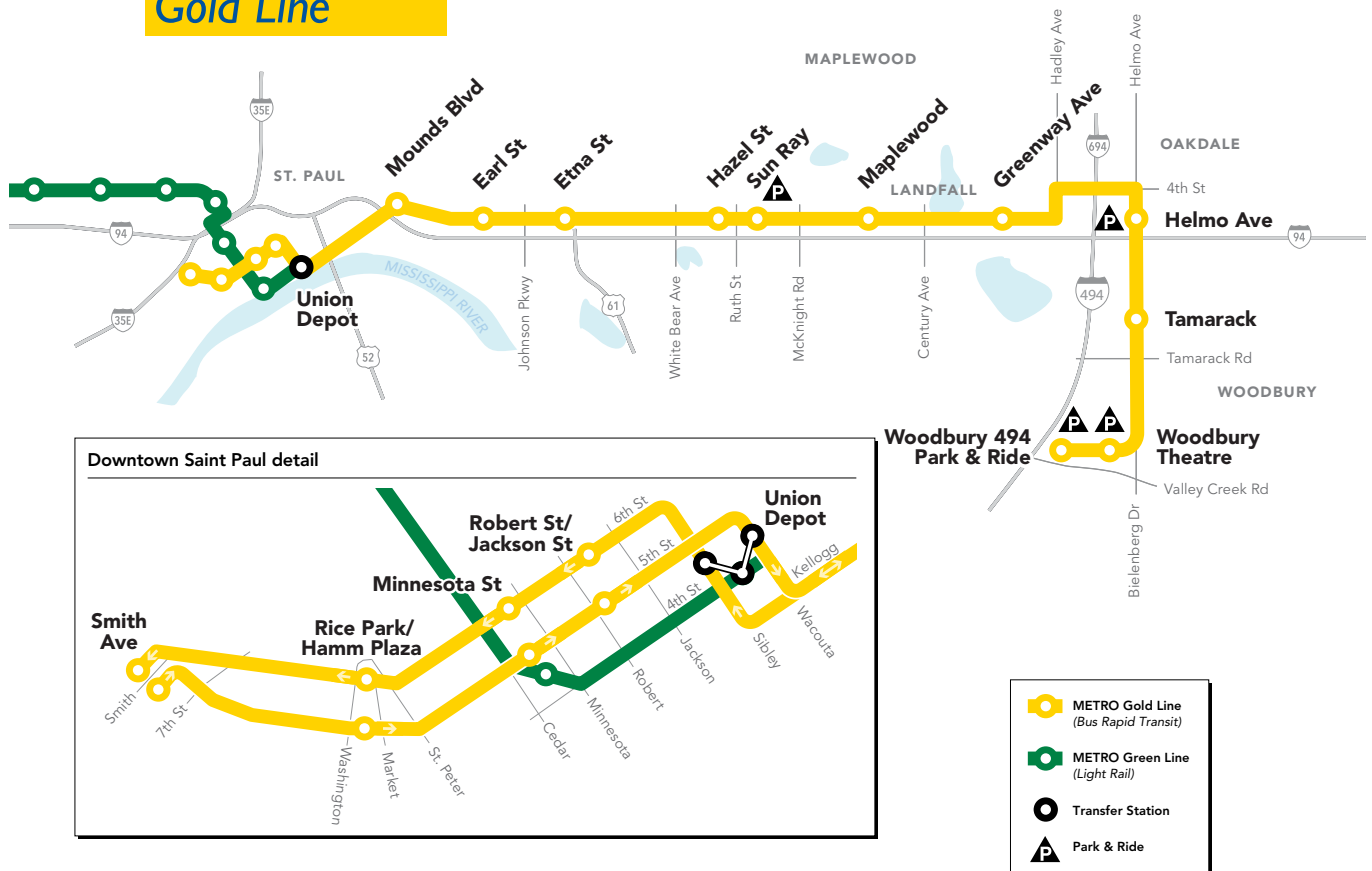 Gold Line
MAPLEWOOD
Hadley Ave
Helmo Ave
35E
ST. PAUL
Mounds Blvd
Earl St
Etna St
Hazel St
Sun Ray
P
Maplewood
LANDFALL
Greenway Ave
694
OAKDALE
4th St
94
P
Helmo Ave
94
Union
Depot
MISSISSIPPI RIVER
35E
52
Johnson Pkwy
61
White Bear Ave
Ruth St
McKnight Rd
Century Ave
494
Tamarack
Tamarack Rd
WOODBURY
P
P
Woodbury 494
Park & Ride
Woodbury
Theatre
Valley Creek Rd
Bielenberg Dr
Downtown Saint Paul detail
Union
Depot
Robert St/
Jackson St
6th St
5th St
4th St
Kellogg
Minnesota St
Smith
Ave
Rice Park/
Hamm Plaza
Smith
7th St
Washington
Market
St. Peter
Cedar
Minnesota
Robert
Jackson
Sibley
Wacouta
METRO Gold Line
(Bus Rapid Transit)
METRO Green Line
(Light Rail)
Transfer Station
P
Park & Ride